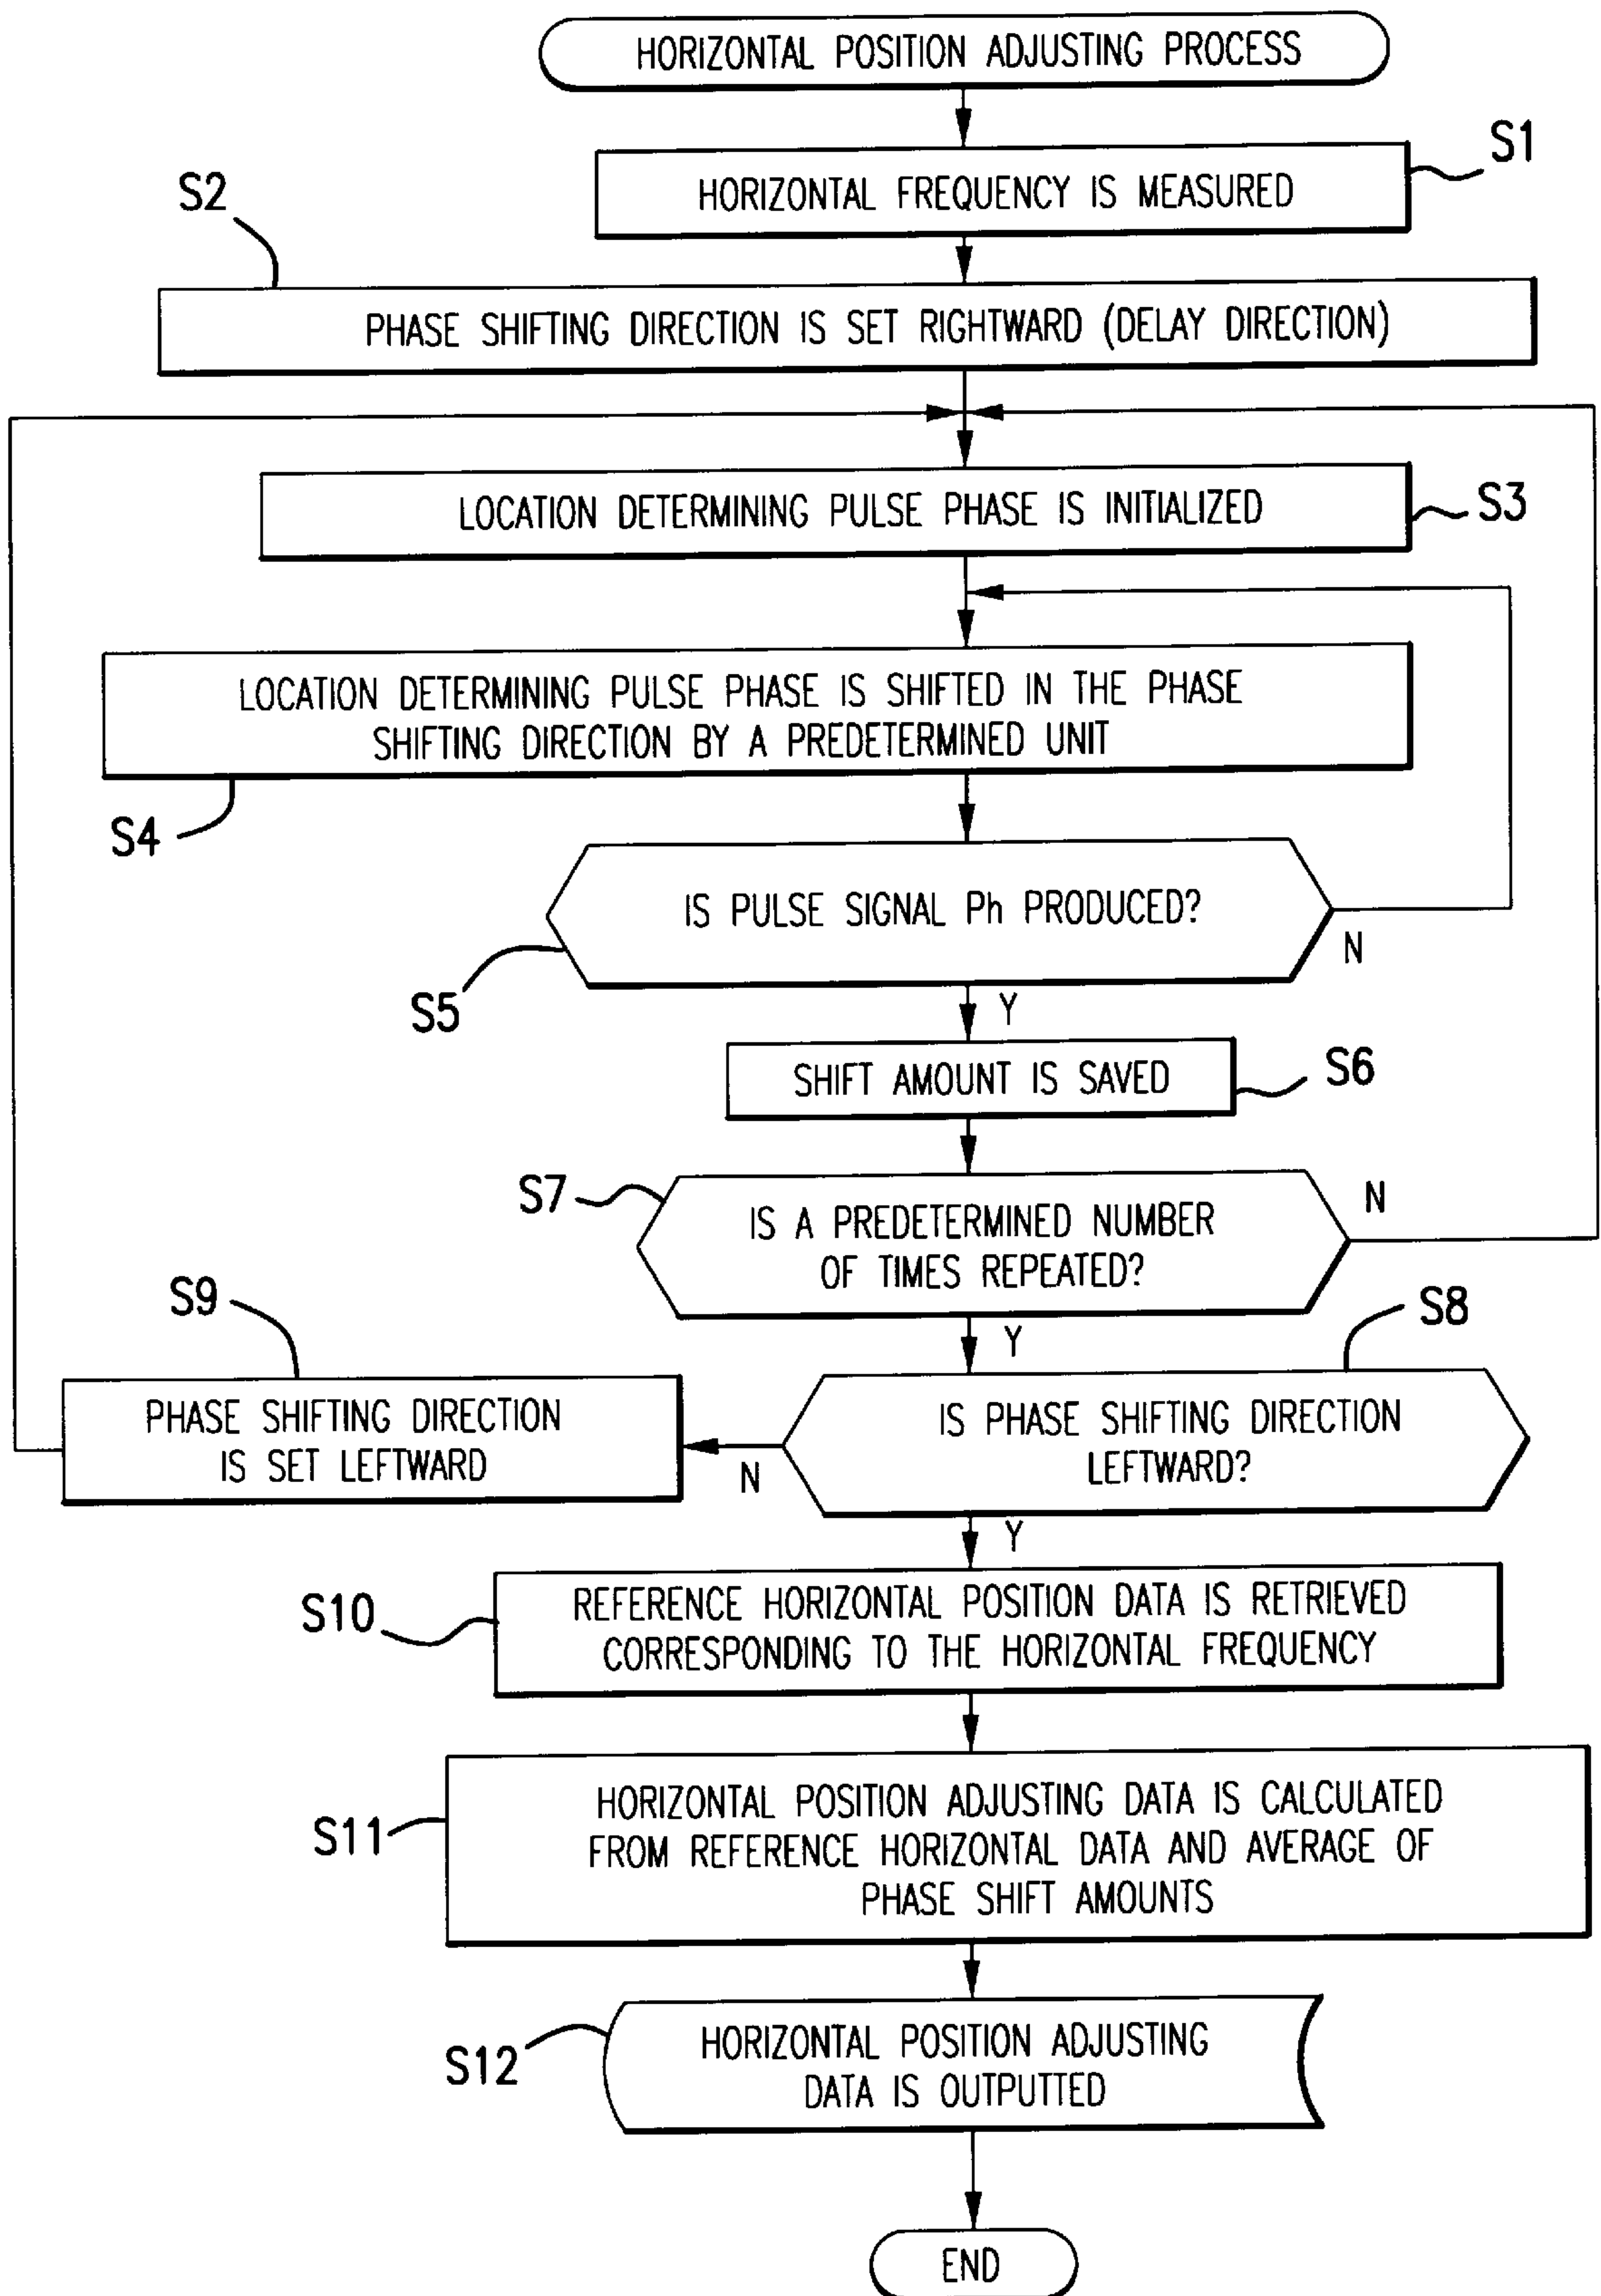 HORIZONTAL POSITION ADJUSTING PROCESS
S1
HORIZONTAL FREQUENCY IS MEASURED
S2
PHASE SHIFTING DIRECTION IS SET RIGHTWARD (DELAY DIRECTION)
LOCATION DETERMINING PULSE PHASE IS INITIALIZED
S3
LOCATION DETERMINING PULSE PHASE IS SHIFTED IN THE PHASE
SHIFTING DIRECTION BY A PREDETERMINED UNIT
S4
IS PULSE SIGNAL Ph PRODUCED?
N
S5
Y
SHIFT AMOUNT IS SAVED
S6
S7
IS A PREDETERMINED NUMBER
OF TIMES REPEATED?
N
Y
S9
S8
PHASE SHIFTING DIRECTION
IS SET LEFTWARD
N
IS PHASE SHIFTING DIRECTION
LEFTWARD?
Y
S10
REFERENCE HORIZONTAL POSITION DATA IS RETRIEVED
CORRESPONDING TO THE HORIZONTAL FREQUENCY
S11
HORIZONTAL POSITION ADJUSTING DATA IS CALCULATED
FROM REFERENCE HORIZONTAL DATA AND AVERAGE OF
PHASE SHIFT AMOUNTS
S12
HORIZONTAL POSITION ADJUSTING
DATA IS OUTPUTTED
END